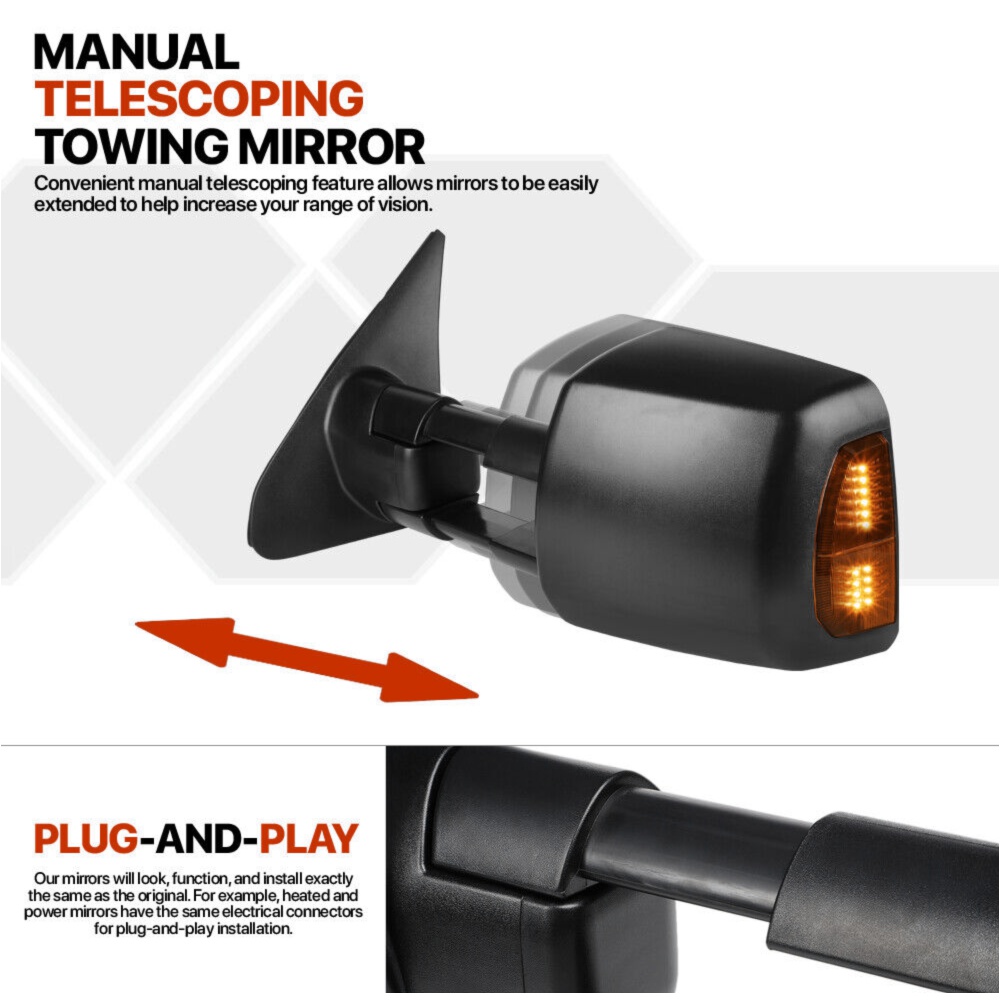 MANUAL
TELESCOPING
TOWING MIRROR
Convenient manual telescoping feature allows mirrors to be easily
extended to help increase your range of vision.
PLUG-AND-PLAY
Our mirrors will look, function, and install exactly
the same as the original. For example, heated and
power mirrors have the same electrical connectors
for plug-and-play installation.